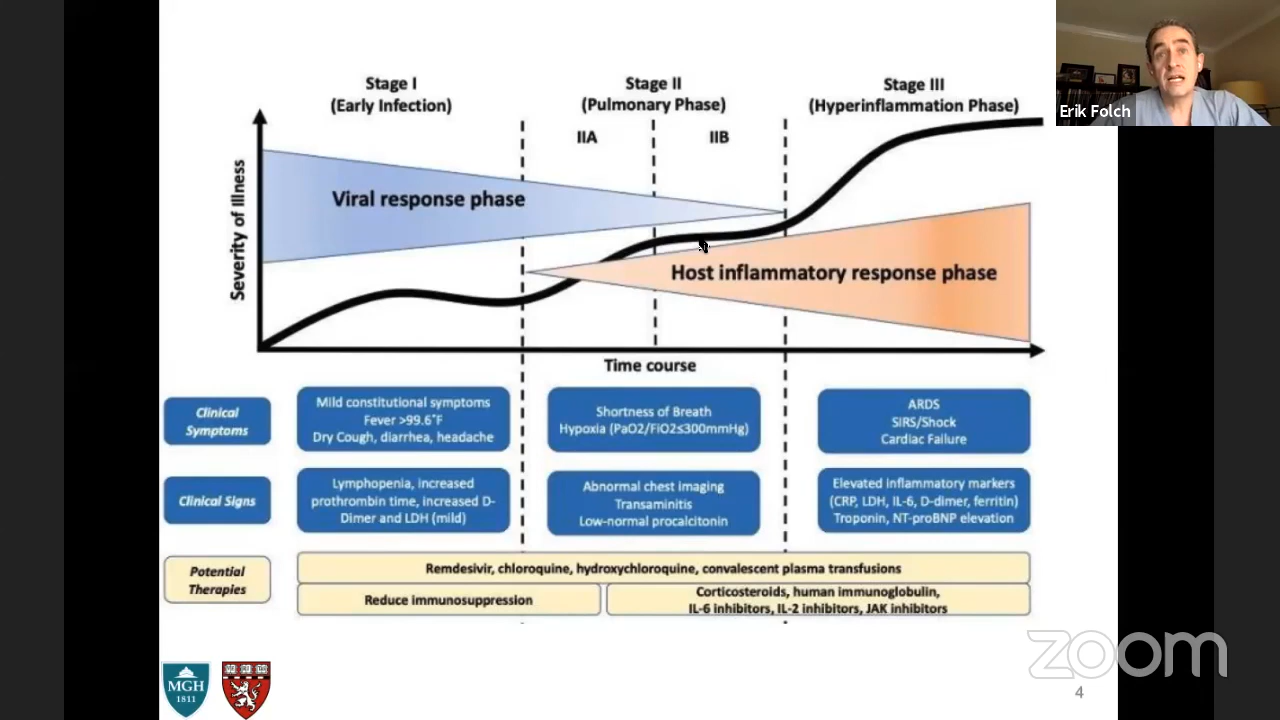 Stage I
(Early Infection)
Stage II
(Pulmonary Phase)
Stage III
(Hyperinflammation Phase)
IIA
IIB
Erik Folch
Severity of Illness
Viral response phase
Host inflammatory response phase
Time course
Clinical
Symptoms
Mild constitutional symptoms
Fever >99.6°F
Dry Cough, diarrhea, headache
Shortness of Breath
Hypoxia (PaO2/FiO2≤300mmHg)
ARDS
SIRS/Shock
Cardiac Failure
Clinical Signs
Lymphopenia, increased
prothrombin time, increased D-
Dimer and LDH (mild)
Abnormal chest imaging
Transaminitis
Low-normal procalcitonin
Elevated inflammatory markers
(CRP, LDH, IL-6, D-dimer, ferritin)
Troponin, NT-proBNP elevation
Potential
Therapies
Remdesivir, chloroquine, hydroxychloroquine, convalescent plasma transfusions
Reduce immunosuppression
Corticosteroids, human immunoglobulin,
IL-6 inhibitors, IL-2 inhibitors, JAK inhibitors
MGH
1811
zoom
4